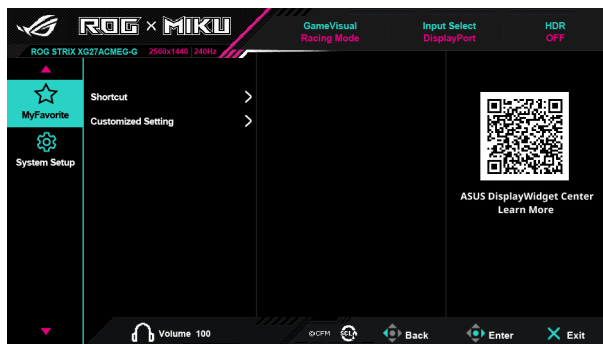 ROG × MIKU
ROG STRIX XG27ACMEG-G 2560x1440 240Hz
GameVisual
Racing Mode
Input Select
DisplayPort
HDR
OFF
MyFavorite
System Setup
Shortcut
Customized Setting
ASUS DisplayWidget Center
Learn More
Volume 100
©CFM
Back
Enter
Exit